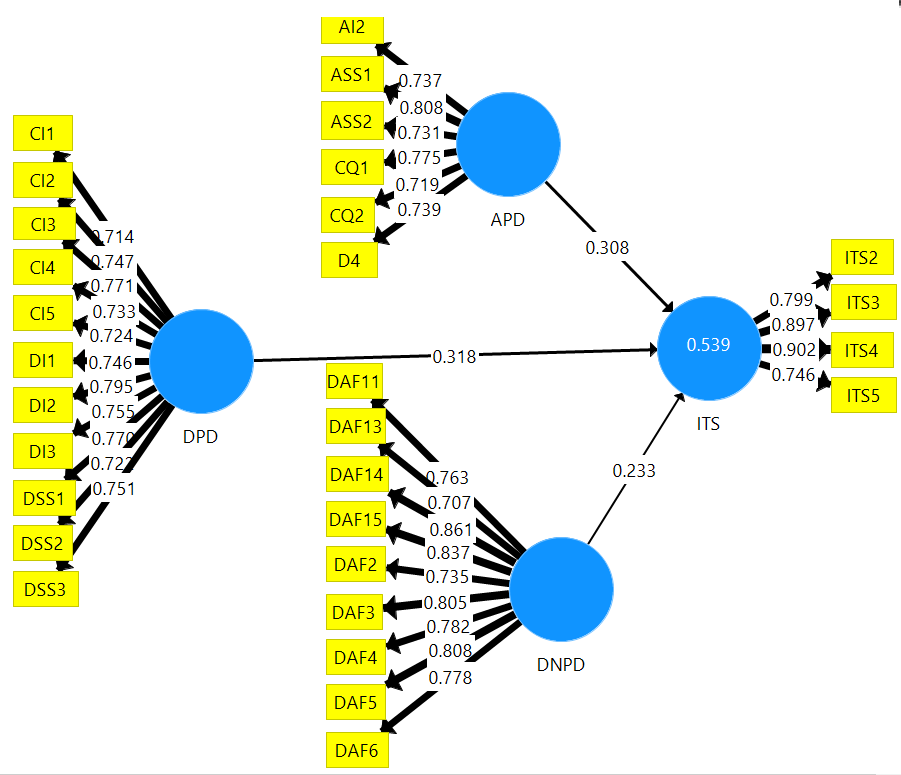 AI2
ASS1
ASS2
CQ1
CQ2
D4
0.737
0.808
0.731
0.775
0.719
0.739
APD
0.308
CI1
CI2
CI3
CI4
CI5
DI1
DI2
DI3
DSS1
DSS2
DSS3
0.714
0.747
0.771
0.733
0.724
0.746
0.795
0.755
0.770
0.722
0.751
DPD
0.318
ITS2
ITS3
ITS4
ITS5
0.799
0.897
0.902
0.746
0.539
ITS
DAF11
DAF13
DAF14
DAF15
DAF2
DAF3
DAF4
DAF5
DAF6
0.763
0.707
0.861
0.837
0.735
0.805
0.782
0.808
0.778
DNPD
0.233